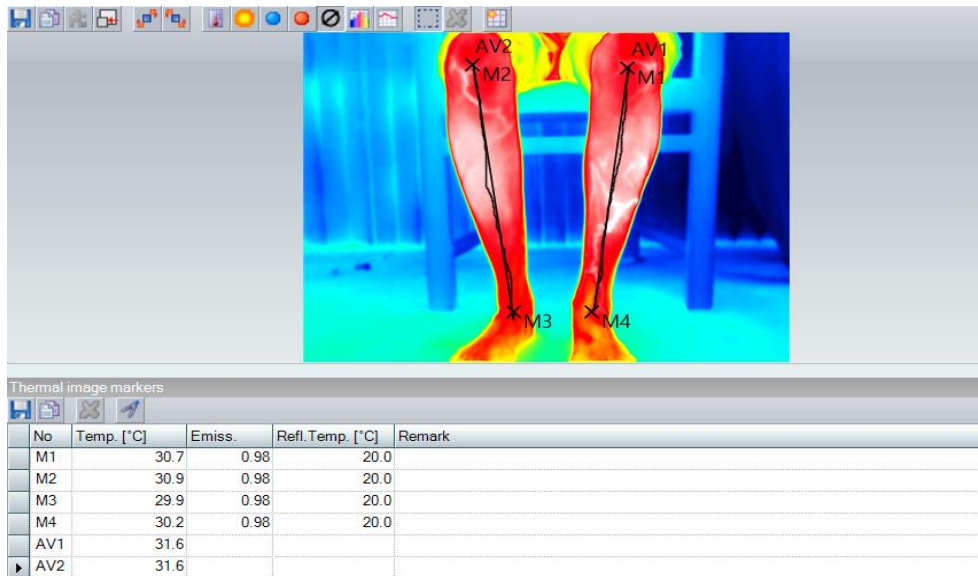 AV2 AV1
M2 M1
M3 M4
Thermal image markers
No Temp. [°C] Emiss. Refl.Temp. [°C] Remark
M1 30.7 0.98 20.0
M2 30.9 0.98 20.0
M3 29.9 0.98 20.0
M4 30.2 0.98 20.0
AV1 31.6
AV2 31.6